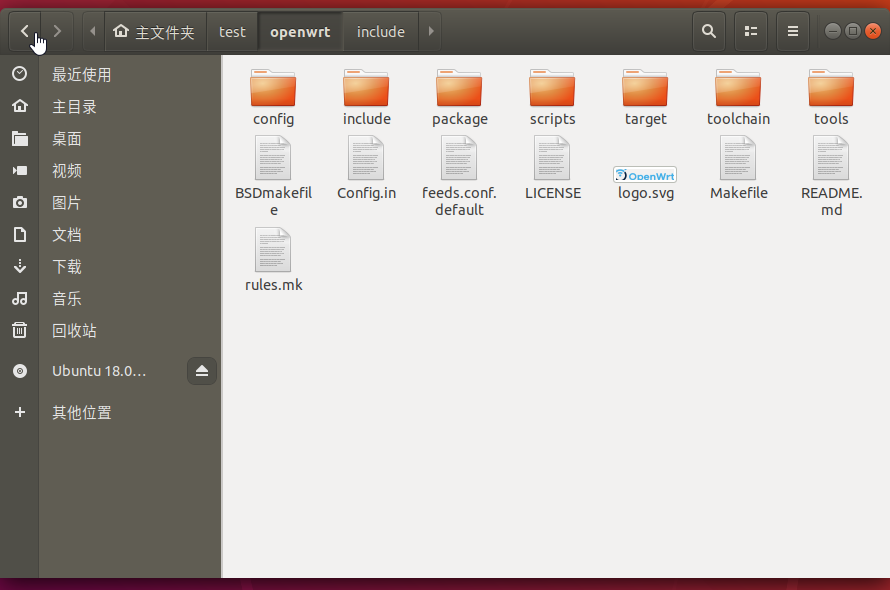 主文件夹 test openwrt include
最近使用
主目录
桌面
视频
图片
文档
下载
音乐
回收站
Ubuntu 18.0…
其他位置
config include package scripts target toolchain tools
BSDmakefil
e
Config.in
feeds.conf.
default
LICENSE
OpenWrt
logo.svg
Makefile
README.
md
rules.mk